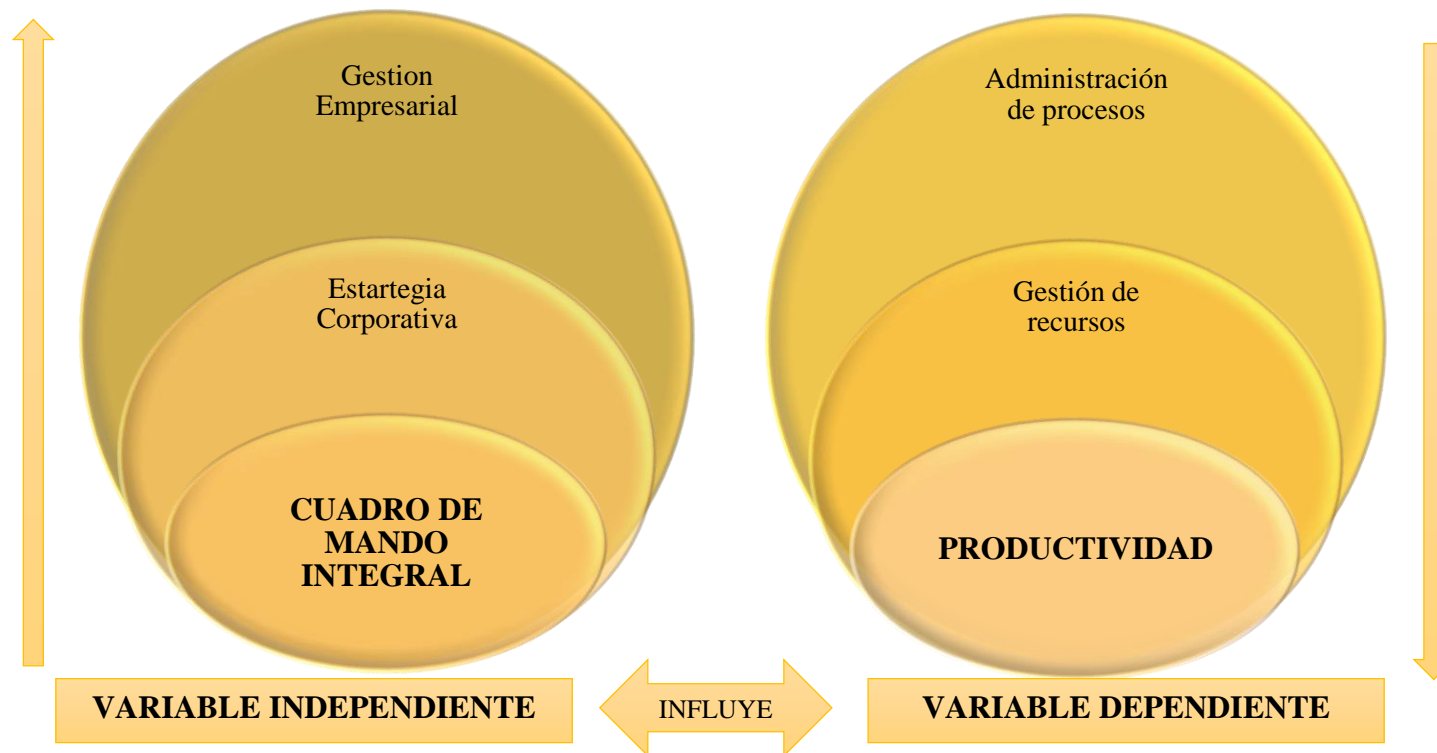 Gestion
Empresarial
Estartegia
Corporativa
CUADRO DE
MANDO
INTEGRAL
VARIABLE INDEPENDIENTE
INFLUYE
Administración
de procesos
Gestión de
recursos
PRODUCTIVIDAD
VARIABLE DEPENDIENTE